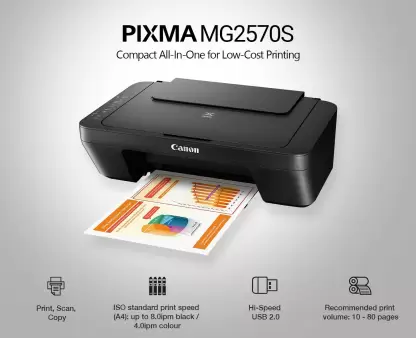 PIXMA MG2570S
Compact All-In-One for Low-Cost Printing
Canon
Print, Scan,
Copy
ISO standard print speed
(A4): up to 8.0ipm black /
4.0ipm colour
Hi-Speed
USB 2.0
Recommended print
volume: 10 - 80 pages